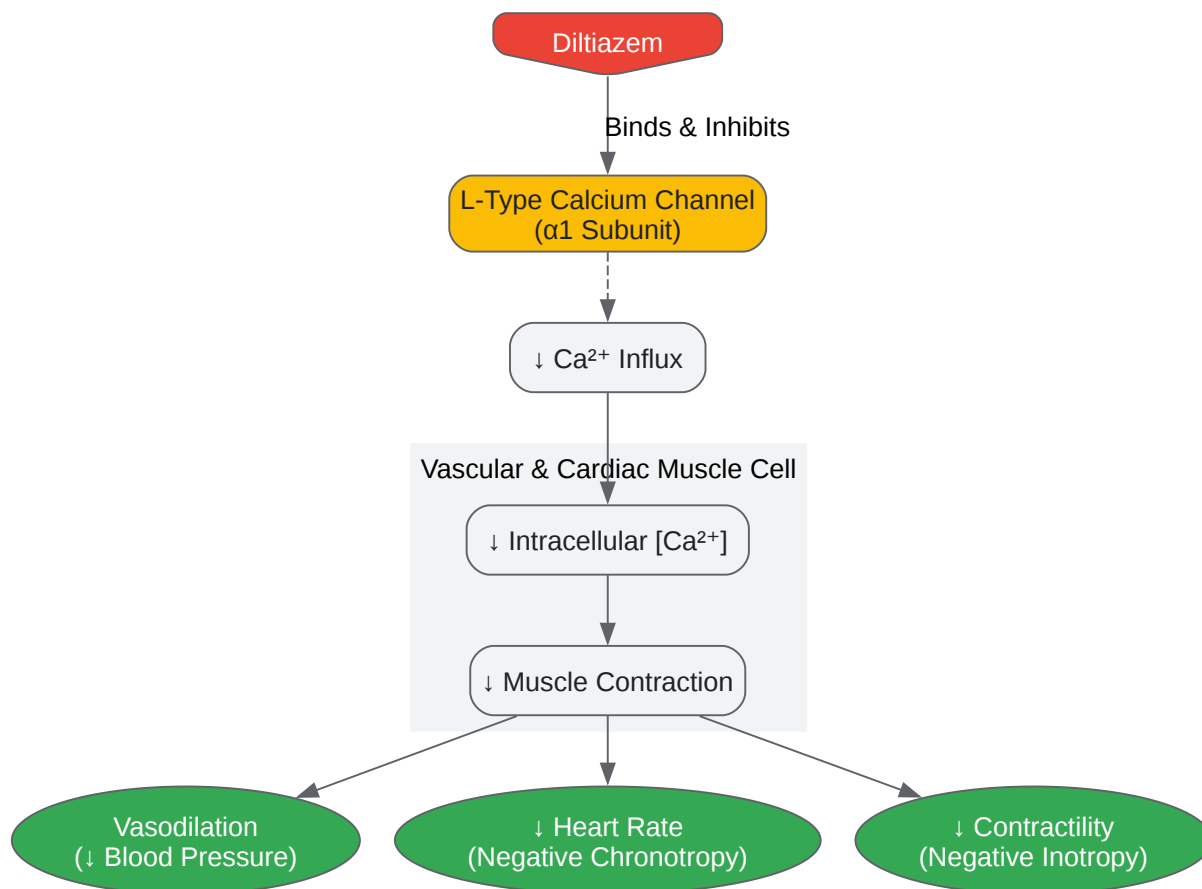 Diltiazem
Binds & Inhibits
L-Type Calcium Channel
(α1 Subunit)
↓ Ca²⁺ Influx
Vascular & Cardiac Muscle Cell
↓ Intracellular [Ca²⁺]
↓ Muscle Contraction
Vasodilation
(↓ Blood Pressure)
↓ Heart Rate
(Negative Chronotropy)
↓ Contractility
(Negative Inotropy)